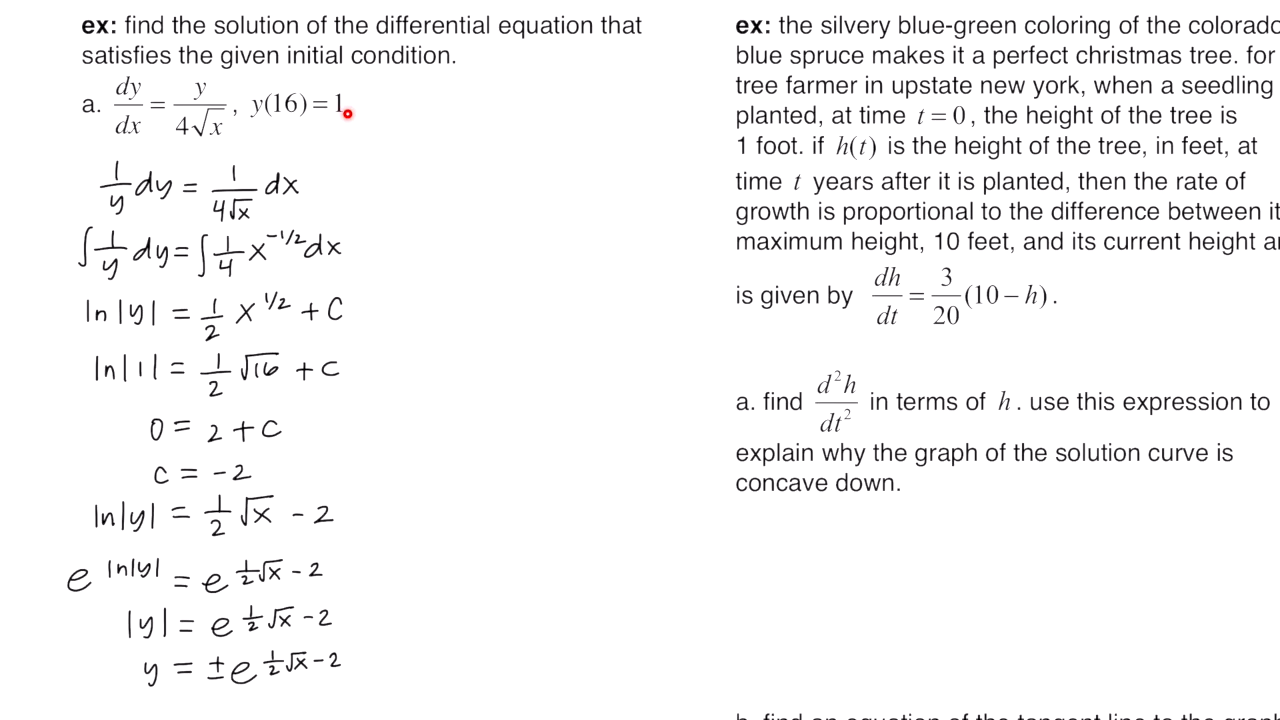 ex: find the solution of the differential equation that
satisfies the given initial condition.
a. dy/dx = y/(4√x), y(16) = 1
1/y dy = 1/(4√x) dx
∫ 1/y dy = ∫ 1/4 x^(-1/2) dx
ln|y| = 1/2 x^(1/2) + C
ln|1| = 1/2 √16 + C
0 = 2 + C
C = -2
ln|y| = 1/2 √x - 2
e^(ln|y|) = e^(1/2 √x - 2)
|y| = e^(1/2 √x - 2)
y = ±e^(1/2 √x - 2)
ex: the silvery blue-green coloring of the colorado
blue spruce makes it a perfect christmas tree. for
tree farmer in upstate new york, when a seedling
planted, at time t = 0, the height of the tree is
1 foot. if h(t) is the height of the tree, in feet, at
time t years after it is planted, then the rate of
growth is proportional to the difference between it
maximum height, 10 feet, and its current height a
is given by dh/dt = 3/20 (10 - h).
a. find d²h/dt² in terms of h. use this expression to
explain why the graph of the solution curve is
concave down.